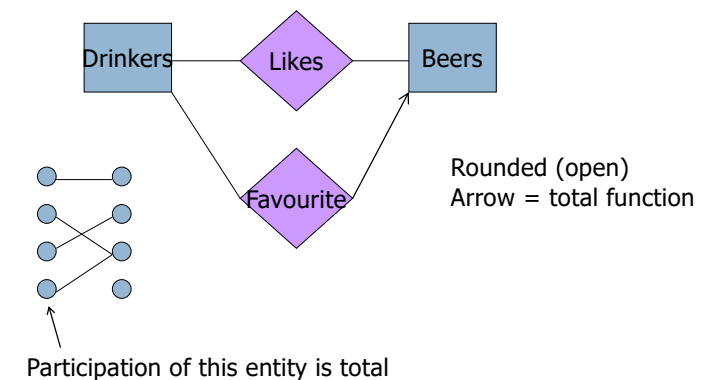 Drinkers
Likes
Beers
Favourite
Rounded (open)
Arrow = total function
Participation of this entity is total